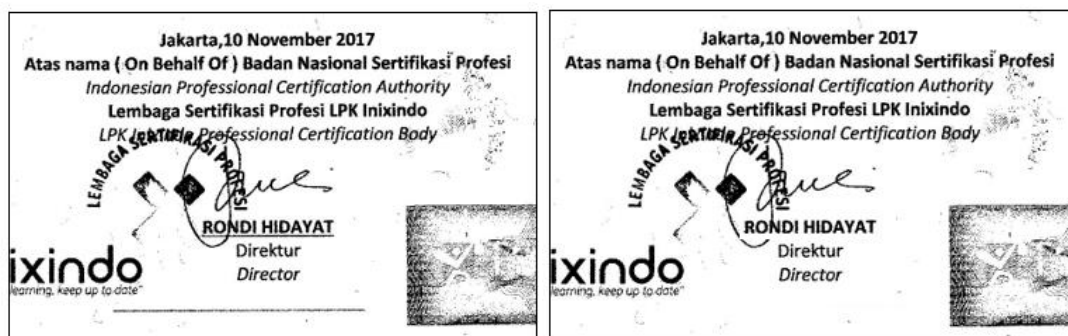 Jakarta,10 November 2017
Atas nama ( On Behalf Of ) Badan Nasional Sertifikasi Profesi
Indonesian Professional Certification Authority
Lembaga Sertifikasi Profesi LPK Inixindo
LPK Professional Certification Body
LEMBAGA SERTIFIKASI PROFESI
RONDI HIDAYAT
Direktur
Director
ixindo
learning, keep up to date"
Jakarta,10 November 2017
Atas nama ( On Behalf Of ) Badan Nasional Sertifikasi Profesi
Indonesian Professional Certification Authority
Lembaga Sertifikasi Profesi LPK Inixindo
LPK Professional Certification Body
LEMBAGA SERTIFIKASI PROFESI
RONDI HIDAYAT
Direktur
Director
ixindo
learning, keep up to date"